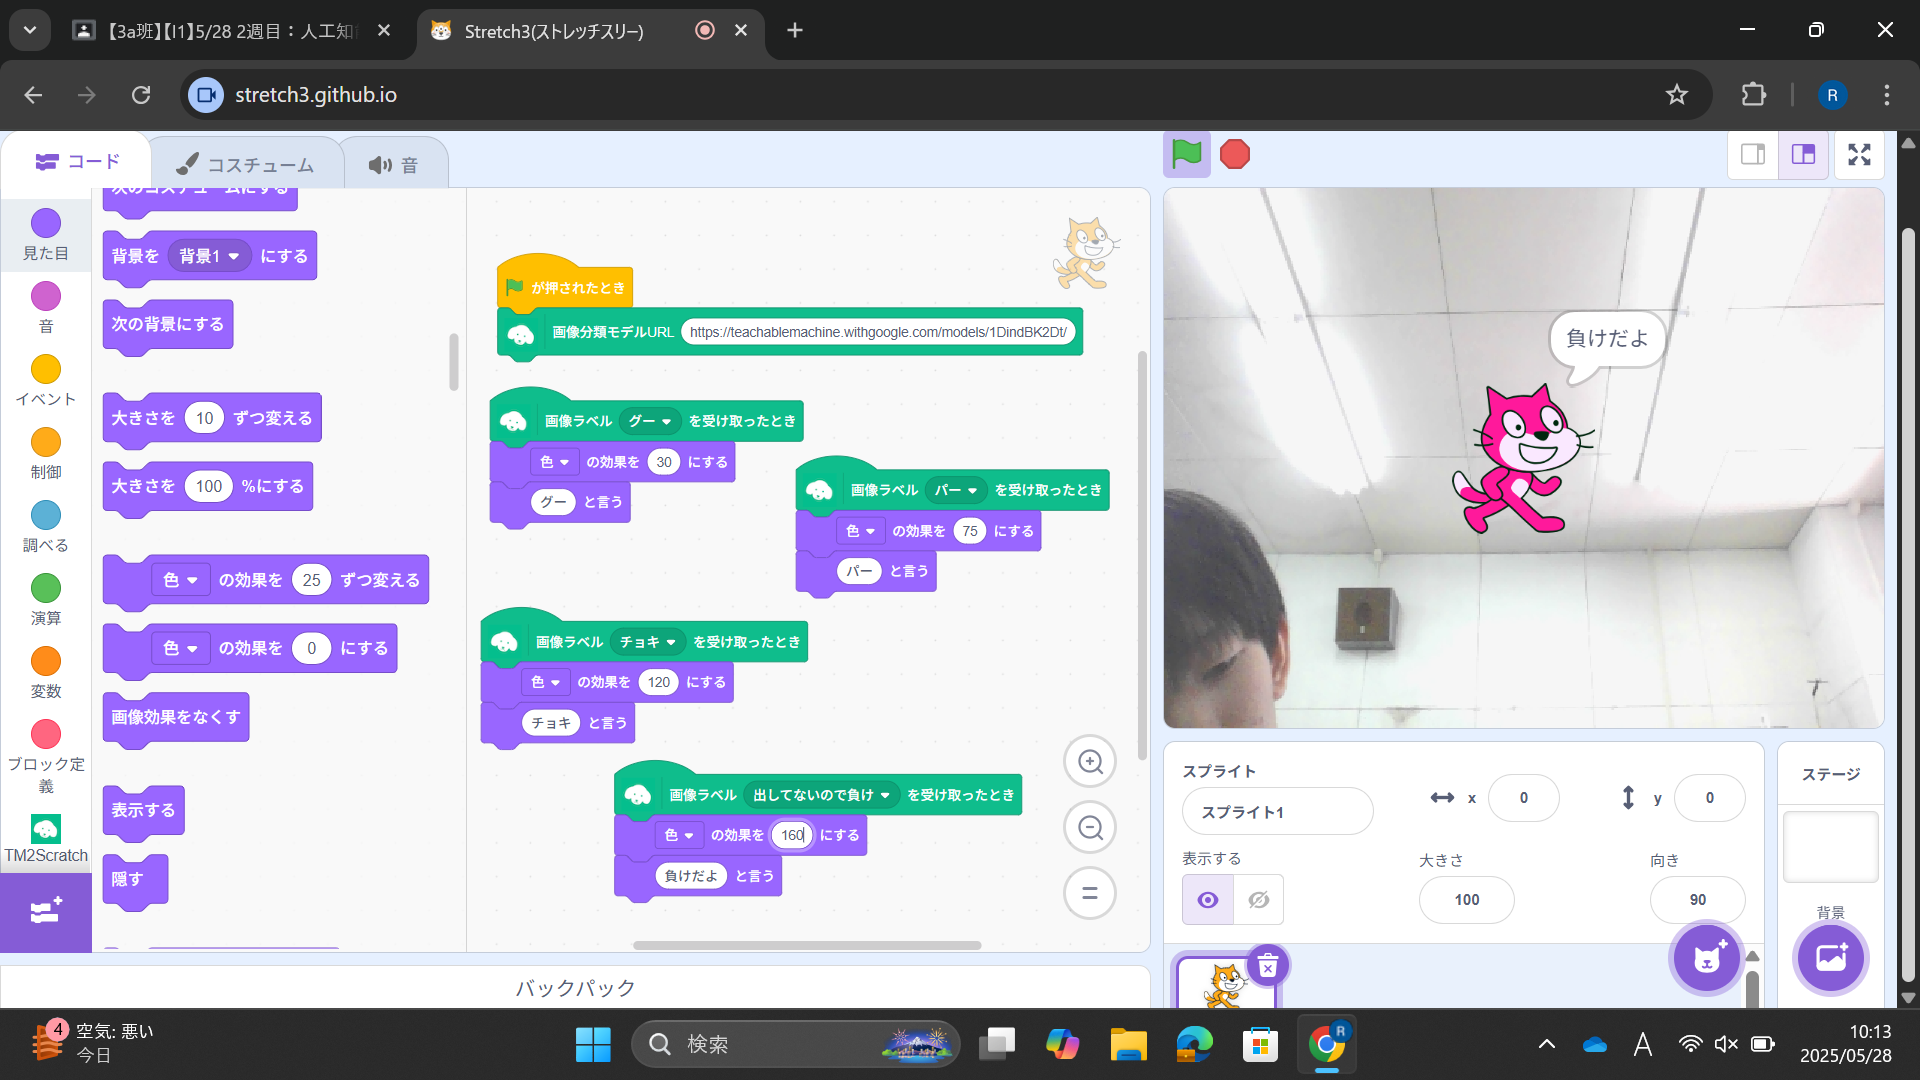 【3a班】【I1】5/28 2週目：人工知
Stretch3(ストレッチスリー)
stretch3.github.io
R
コード
コスチューム
音
見た目
音
イベント
制御
調べる
演算
変数
ブロック定
義
TM2Scratch
次のコスチュームにする
背景を 背景1 にする
次の背景にする
大きさを 10 ずつ変える
大きさを 100 %にする
色 の効果を 25 ずつ変える
色 の効果を 0 にする
画像効果をなくす
表示する
隠す
が押されたとき
画像分類モデルURL https://teachablemachine.withgoogle.com/models/1DindBK2Dt/
画像ラベル グー を受け取ったとき
色 の効果を 30 にする
グー と言う
画像ラベル パー を受け取ったとき
色 の効果を 75 にする
パー と言う
画像ラベル チョキ を受け取ったとき
色 の効果を 120 にする
チョキ と言う
画像ラベル 出してないので負け を受け取ったとき
色 の効果を 160 にする
負けだよ と言う
バックパック
負けだよ
スプライト
スプライト1
x 0
y 0
表示する
大きさ
100
向き
90
ステージ
背景
4
空気: 悪い
今日
検索
R
A
10:13
2025/05/28